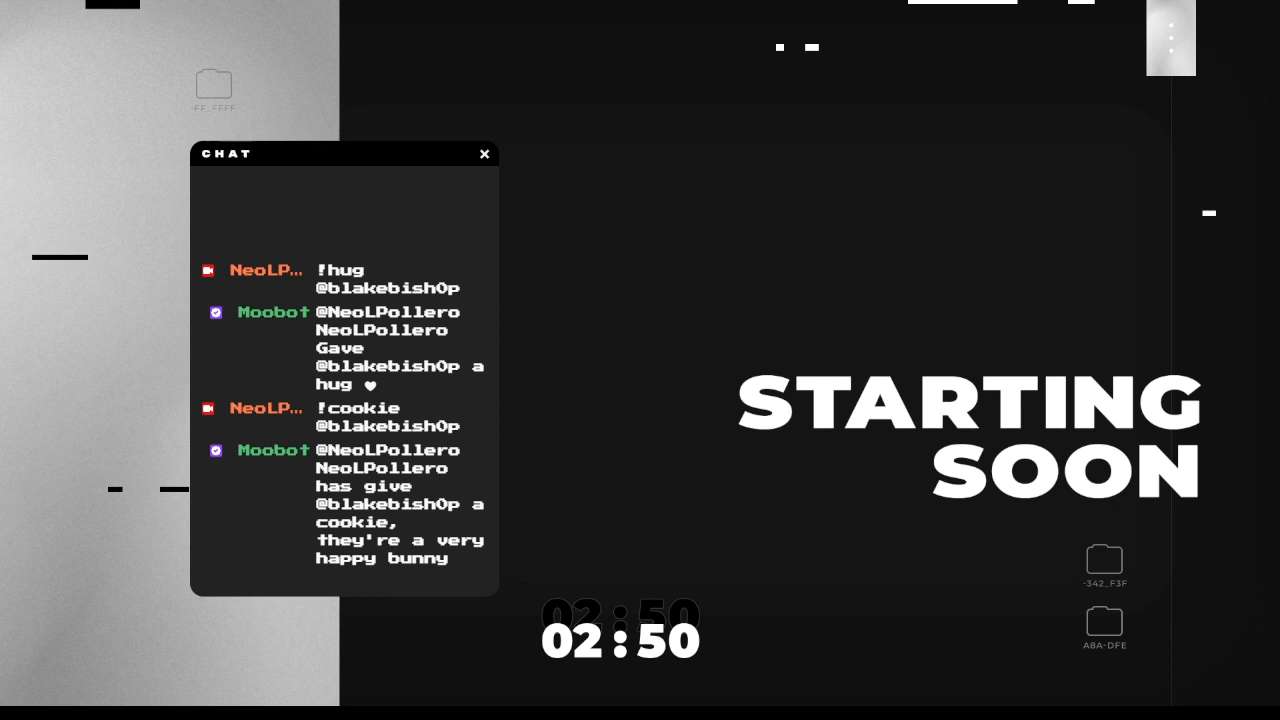 -FF_FFFF
CHAT
NeoLP... !hug
@blakebish0p
Moobot @NeoLPollero
NeoLPollero
Gave
@blakebish0p a
hug ♥
NeoLP... !cookie
@blakebish0p
Moobot @NeoLPollero
NeoLPollero
has give
@blakebish0p a
cookie,
they're a very
happy bunny
STARTING
SOON
-342_F3F
A8A-DFE
02:50
02:50